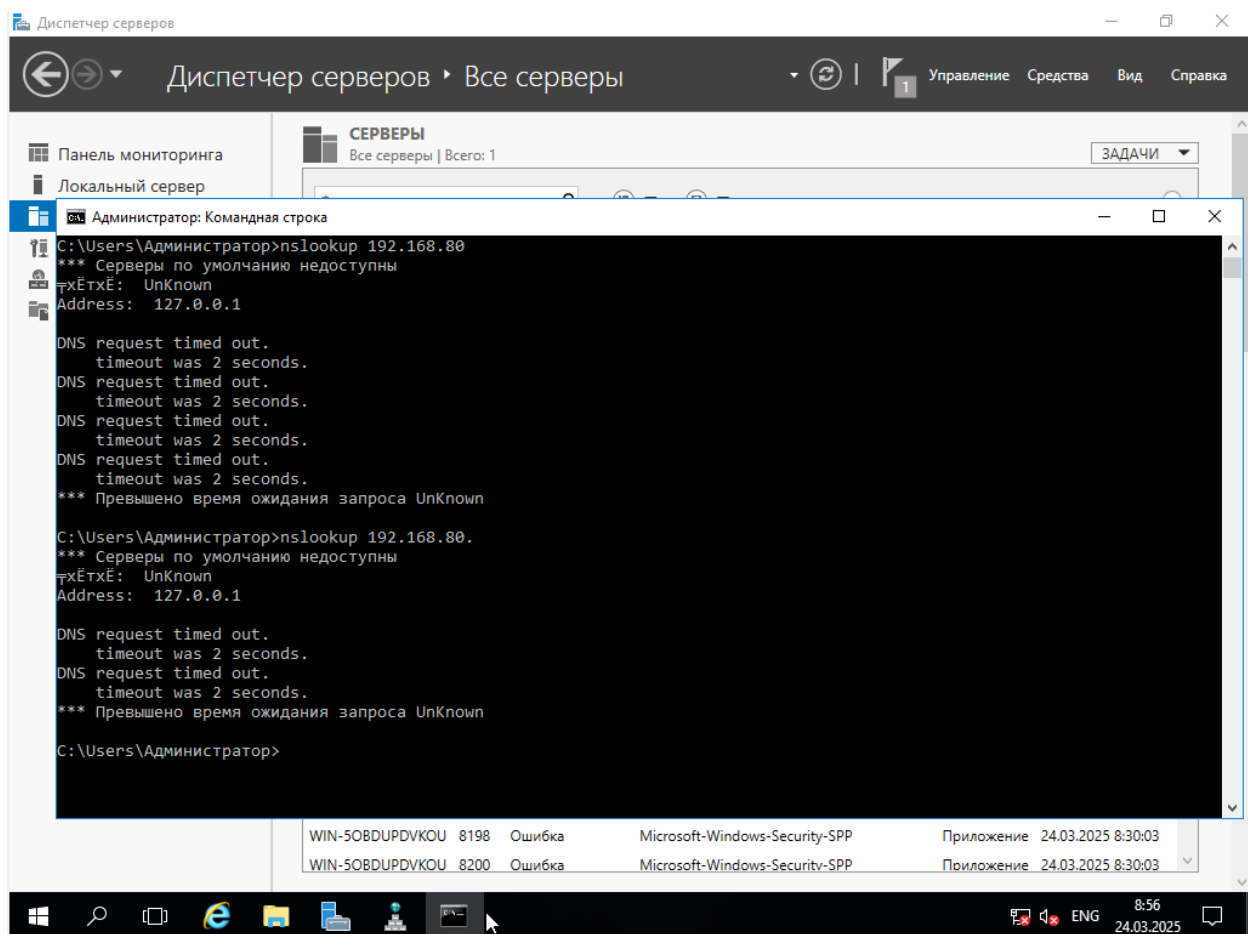 Диспетчер серверов
Диспетчер серверов Все серверы
1
Управление Средства Вид Справка
Панель мониторинга
Локальный сервер
СЕРВЕРЫ
Все серверы | Всего: 1
ЗАДАЧИ
Администратор: Командная строка
C:\Users\Администратор>nslookup 192.168.80
*** Серверы по умолчанию недоступны
╤хЁтхЁ:  UnKnown
Address:  127.0.0.1
DNS request timed out.
    timeout was 2 seconds.
DNS request timed out.
    timeout was 2 seconds.
DNS request timed out.
    timeout was 2 seconds.
DNS request timed out.
    timeout was 2 seconds.
*** Превышено время ожидания запроса UnKnown
C:\Users\Администратор>nslookup 192.168.80.
*** Серверы по умолчанию недоступны
╤хЁтхЁ:  UnKnown
Address:  127.0.0.1
DNS request timed out.
    timeout was 2 seconds.
DNS request timed out.
    timeout was 2 seconds.
*** Превышено время ожидания запроса UnKnown
C:\Users\Администратор>
WIN-5OBDUPDVKOU 8198 Ошибка Microsoft-Windows-Security-SPP Приложение 24.03.2025 8:30:03
WIN-5OBDUPDVKOU 8200 Ошибка Microsoft-Windows-Security-SPP Приложение 24.03.2025 8:30:03
ENG
8:56
24.03.2025